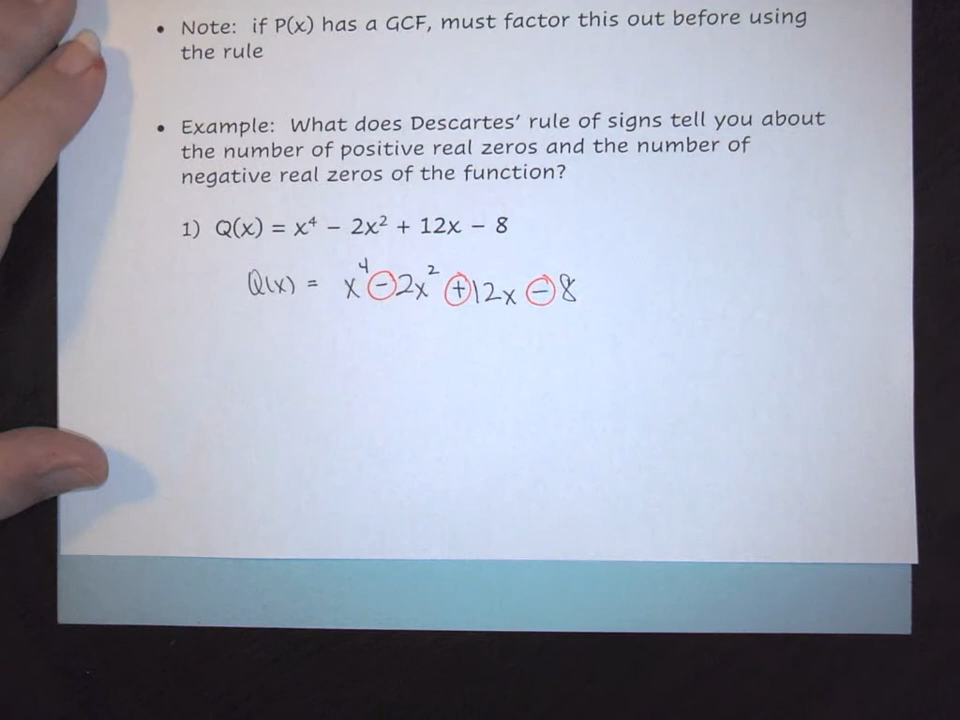 • Note: if P(x) has a GCF, must factor this out before using
the rule
• Example: What does Descartes' rule of signs tell you about
the number of positive real zeros and the number of
negative real zeros of the function?
1) Q(x) = x⁴ − 2x² + 12x − 8
Q(x) = x⁴ − 2x² + 12x − 8